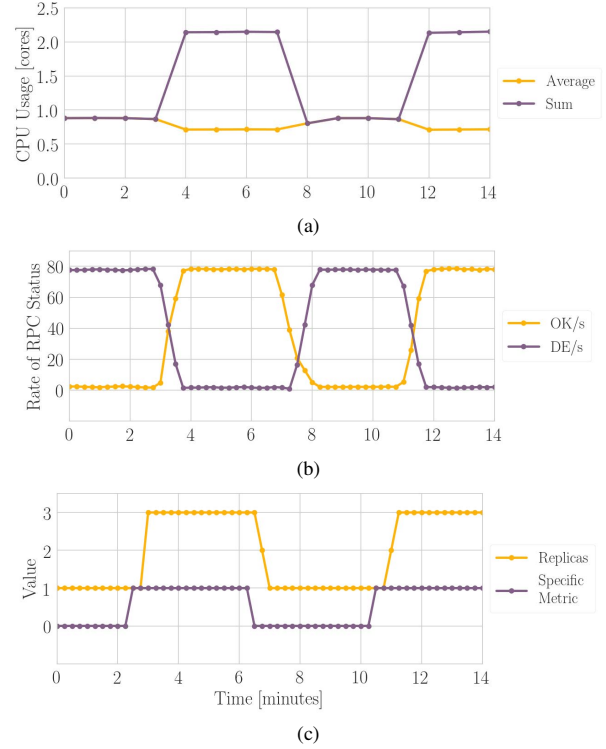 2.5
2.0
1.5
1.0
0.5
0.0
CPU Usage [cores]
0 2 4 6 8 10 12 14
Average
Sum
(a)
80
60
40
20
0
Rate of RPC Status
0 2 4 6 8 10 12 14
OK/s
DE/s
(b)
3
2
1
0
Value
0 2 4 6 8 10 12 14
Time [minutes]
Replicas
Specific
Metric
(c)